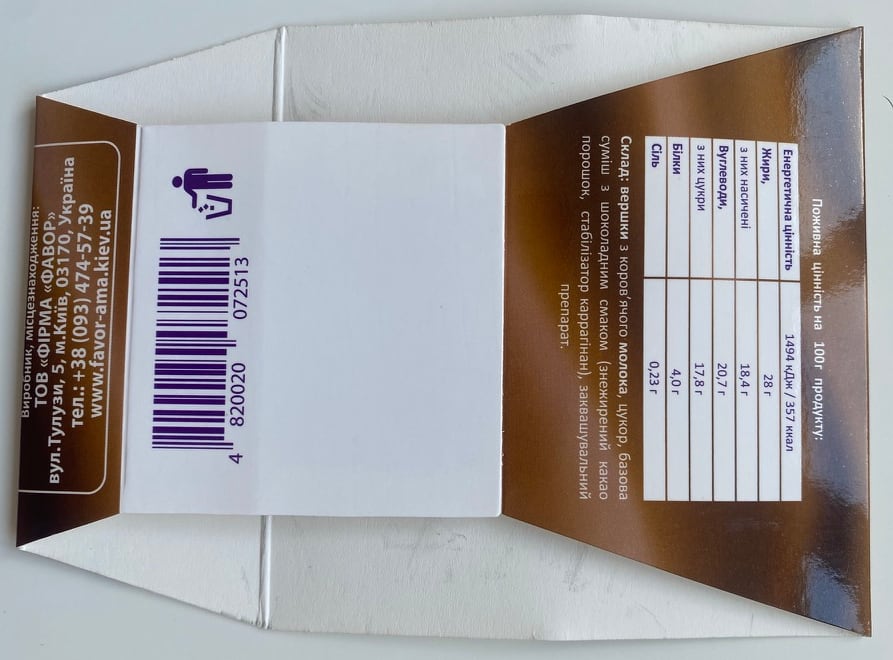 Виробник, місцезнаходження:
ТОВ «ФІРМА «ФАВОР»
вул.Тулузи, 5, м.Київ, 03170, Україна
тел.: +38 (093) 474-57-39
www.favor-ama.kiev.ua
4 820020 072513
Поживна цінність на 100г продукту:
Енергетична цінність 1494 кДж / 357 ккал
Жири, 28 г
з них насичені 18,4 г
Вуглеводи, 20,7 г
з них цукри 17,8 г
Білки 4,0 г
Сіль 0,23 г
Склад: вершки з коров'ячого молока, цукор, базова
суміш з шоколадним смаком (знежирений какао
порошок, стабілізатор каррагінан), заквашувальний
препарат.